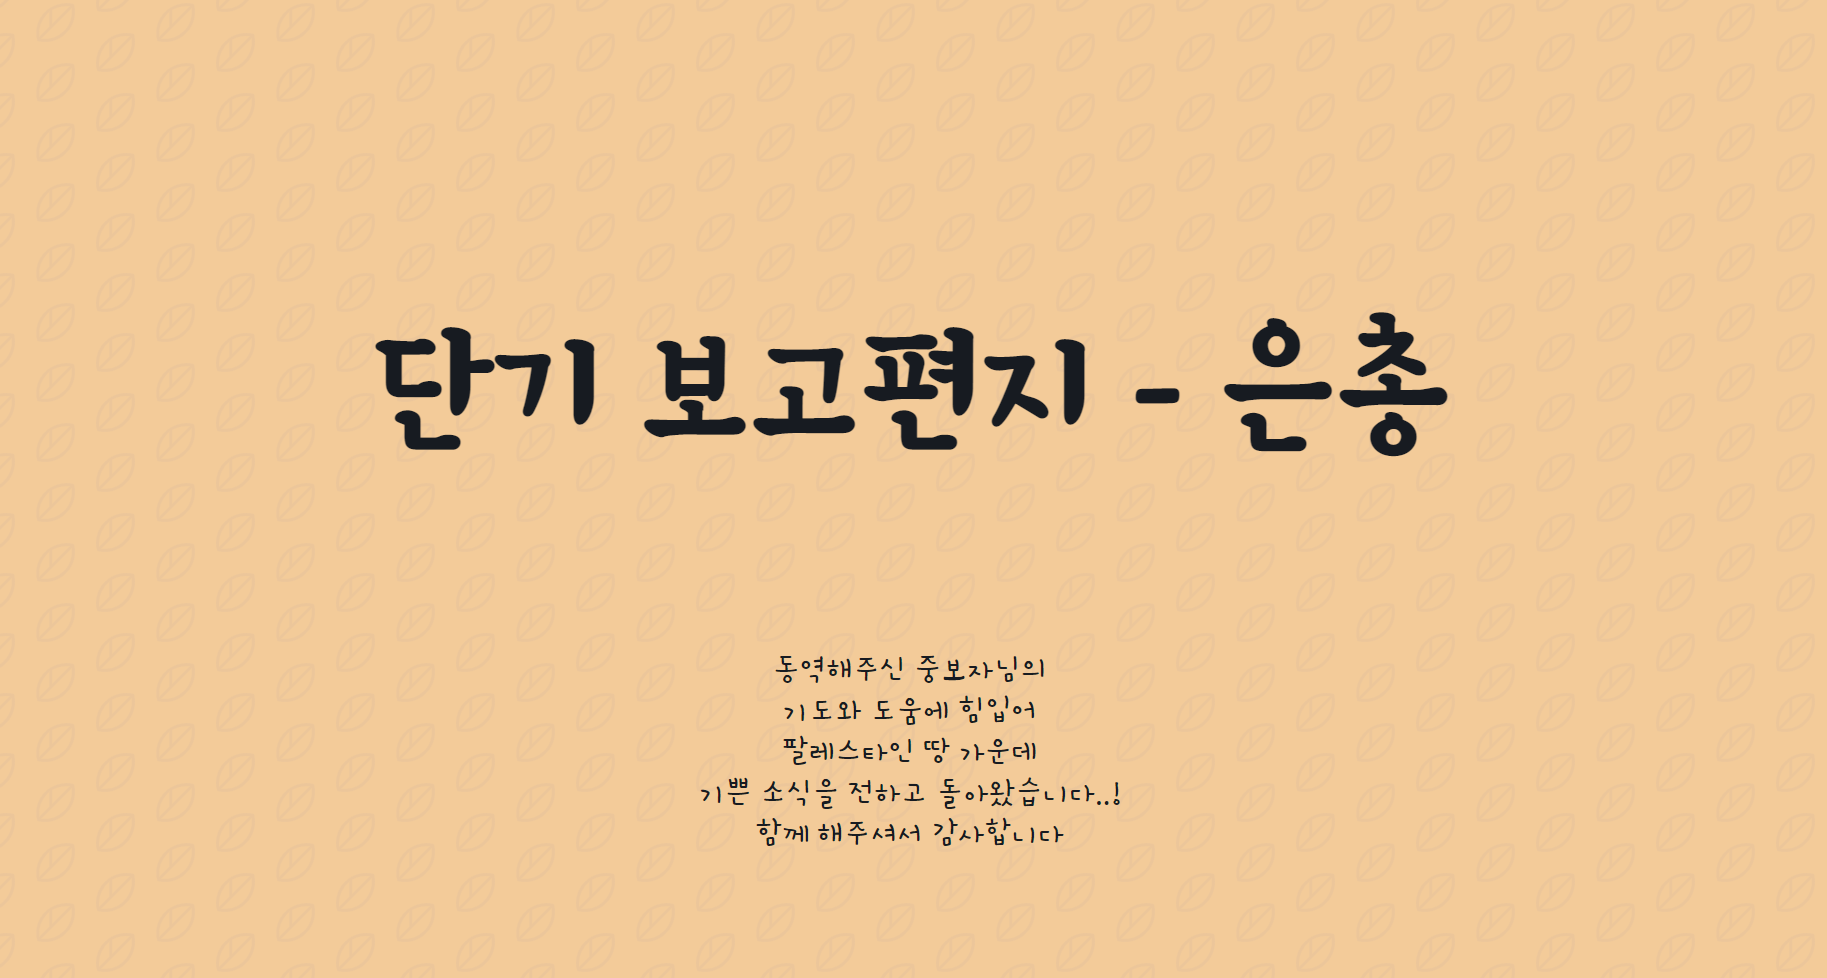 단기 보고편지 - 은총
동역해주신 중보자님의
기도와 도움에 힘입어
팔레스타인 땅 가운데
기쁜 소식을 전하고 돌아왔습니다..!
함께 해주셔서 감사합니다